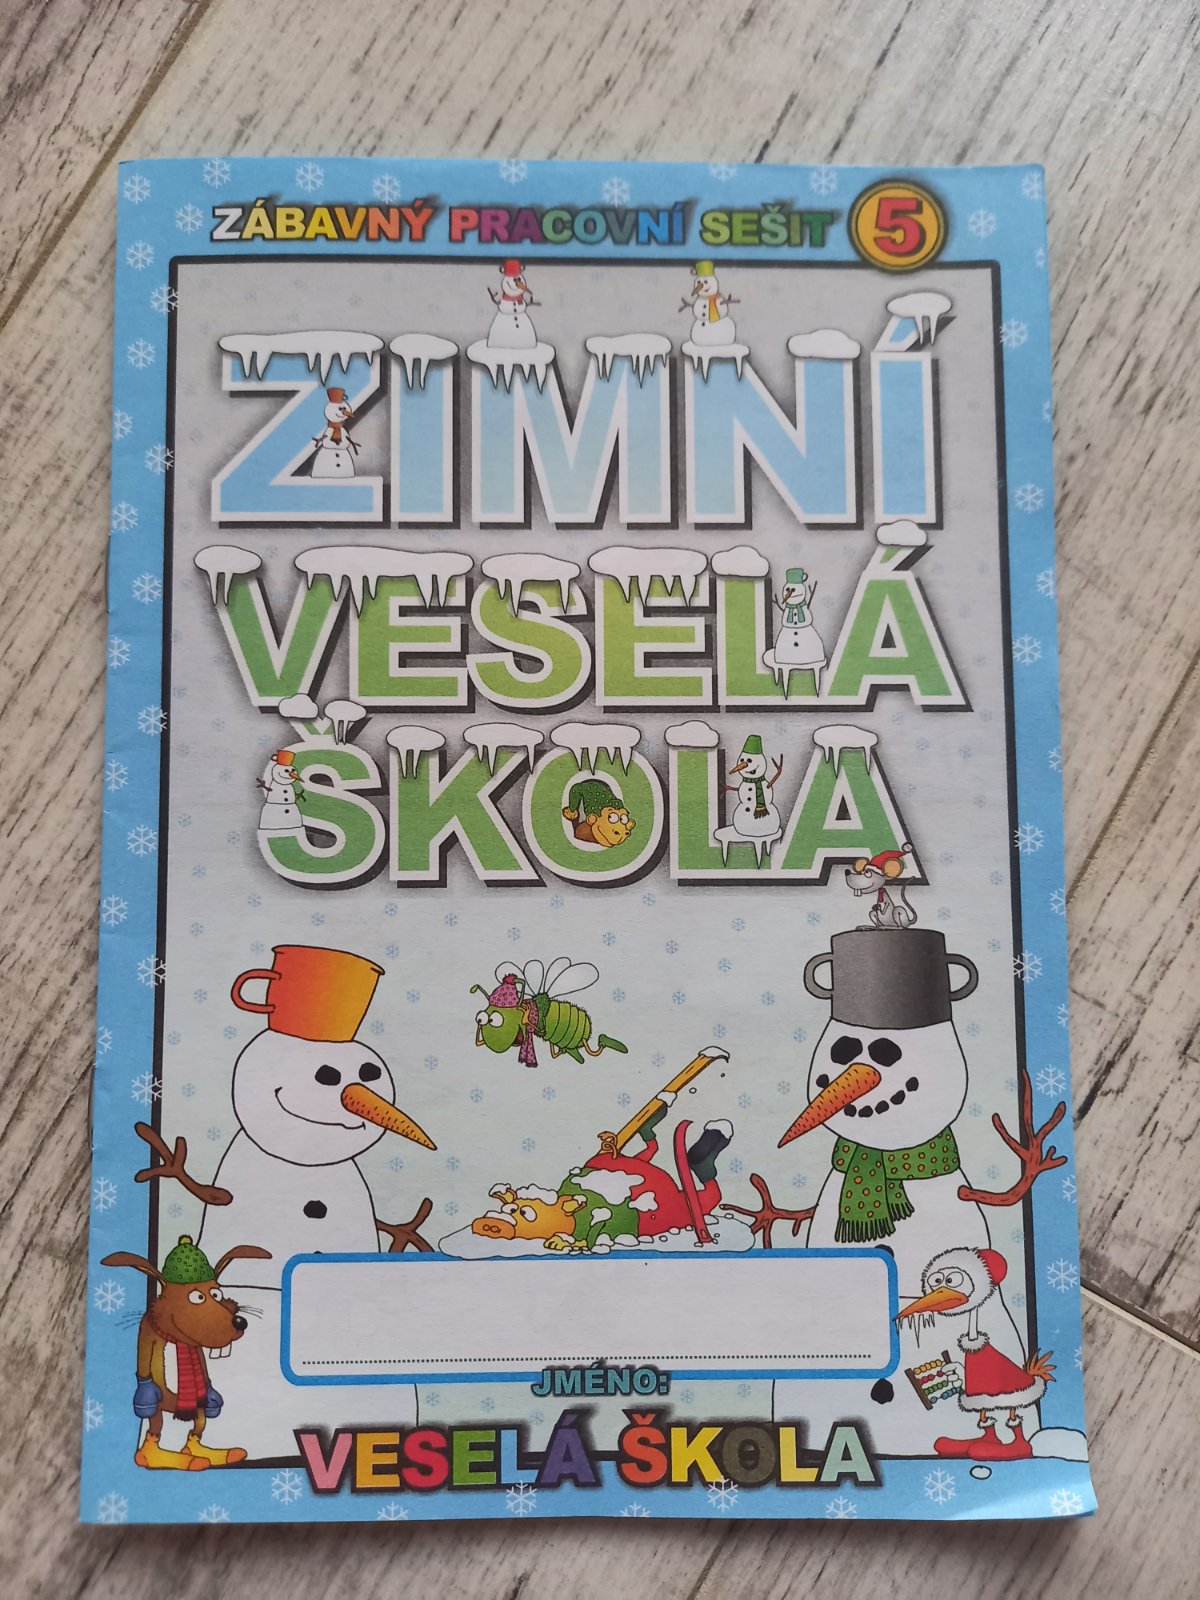 ZÁBAVNÝ PRACOVNÍ SEŠIT 5
ZIMNÍ
VESELÁ
ŠKOLA
JMÉNO:
VESELÁ ŠKOLA